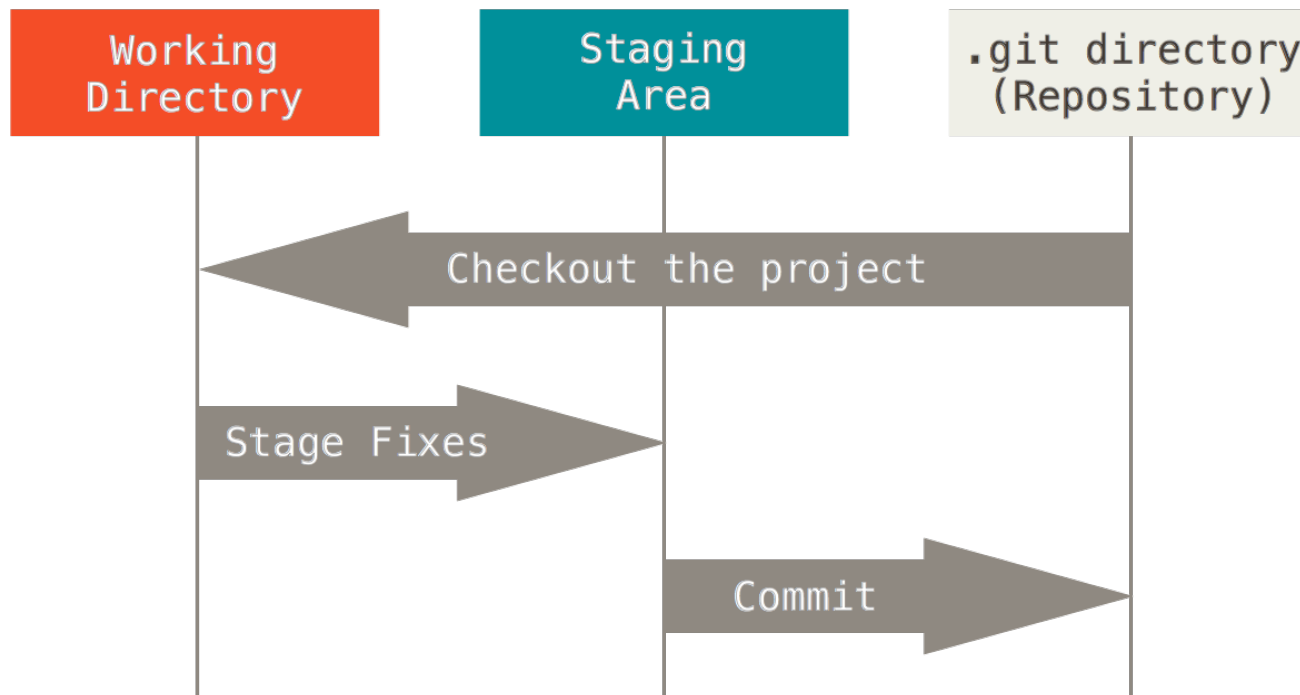 Working
Directory
Staging
Area
.git directory
(Repository)
Checkout the project
Stage Fixes
Commit